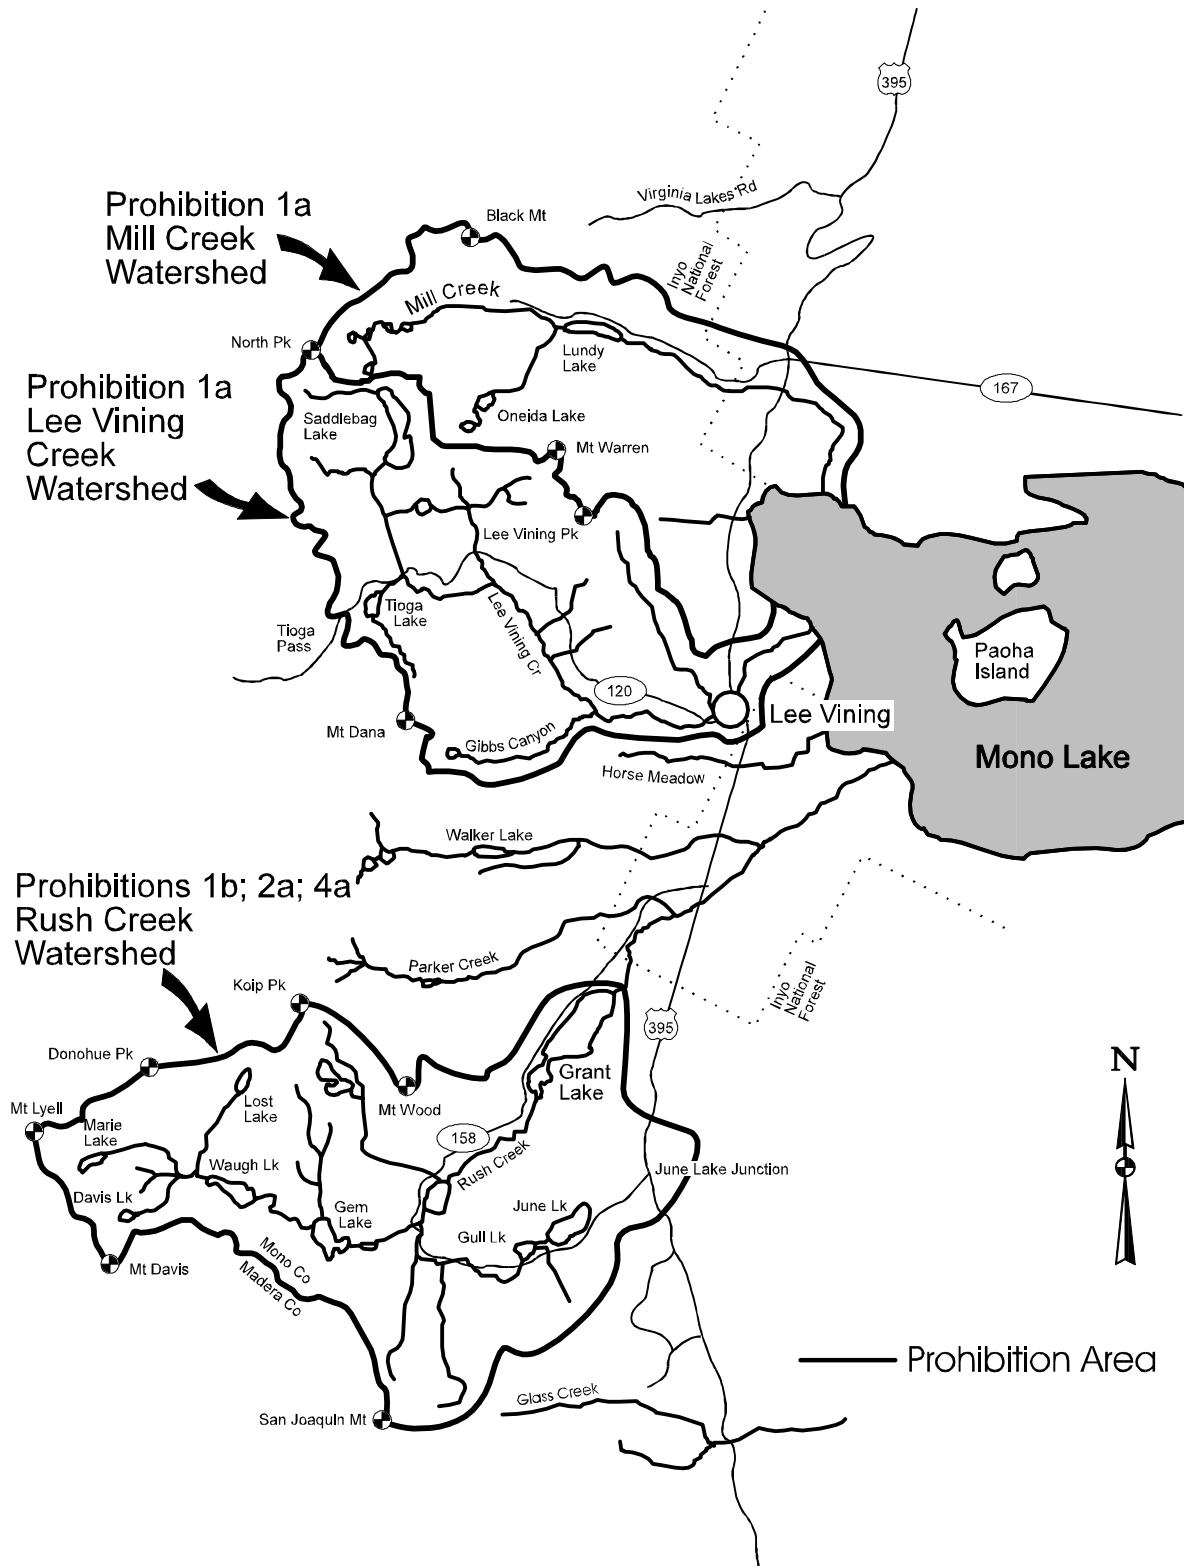 395
Virginia Lakes Rd
Prohibition 1a
Mill Creek
Watershed
Black Mt
Inyo
National
Forest
Mill Creek
North Pk
Lundy
Lake
167
Prohibition 1a
Lee Vining
Creek
Watershed
Saddlebag
Lake
Oneida Lake
Mt Warren
Lee Vining Pk
Tioga
Lake
Lee Vining Cr
Tioga
Pass
Paoha
Island
120
Lee Vining
Mt Dana
Gibbs Canyon
Mono Lake
Horse Meadow
Walker Lake
Prohibitions 1b; 2a; 4a
Rush Creek
Watershed
Parker Creek
Inyo
National
Forest
Koip Pk
395
Donohue Pk
Grant
Lake
N
Mt Lyell
Lost
Lake
Mt Wood
Marie
Lake
158
Rush Creek
Waugh Lk
June Lake Junction
Davis Lk
Gem
Lake
June Lk
Gull Lk
Mono Co
Madera Co
Mt Davis
Prohibition Area
Glass Creek
San Joaquin Mt